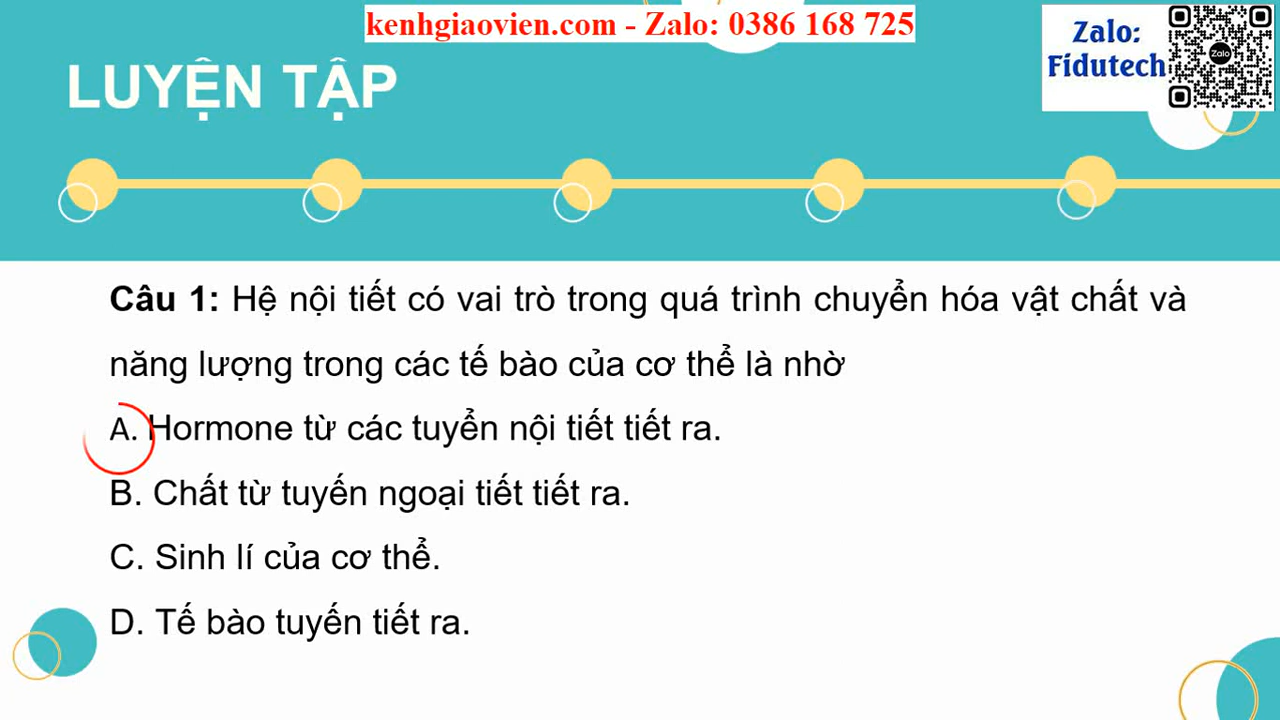 kenhgiaovien.com - Zalo: 0386 168 725
Zalo:
Fidutech
Zalo
LUYỆN TẬP
Câu 1: Hệ nội tiết có vai trò trong quá trình chuyển hóa vật chất và
năng lượng trong các tế bào của cơ thể là nhờ
A. Hormone từ các tuyển nội tiết tiết ra.
B. Chất từ tuyến ngoại tiết tiết ra.
C. Sinh lí của cơ thể.
D. Tế bào tuyến tiết ra.